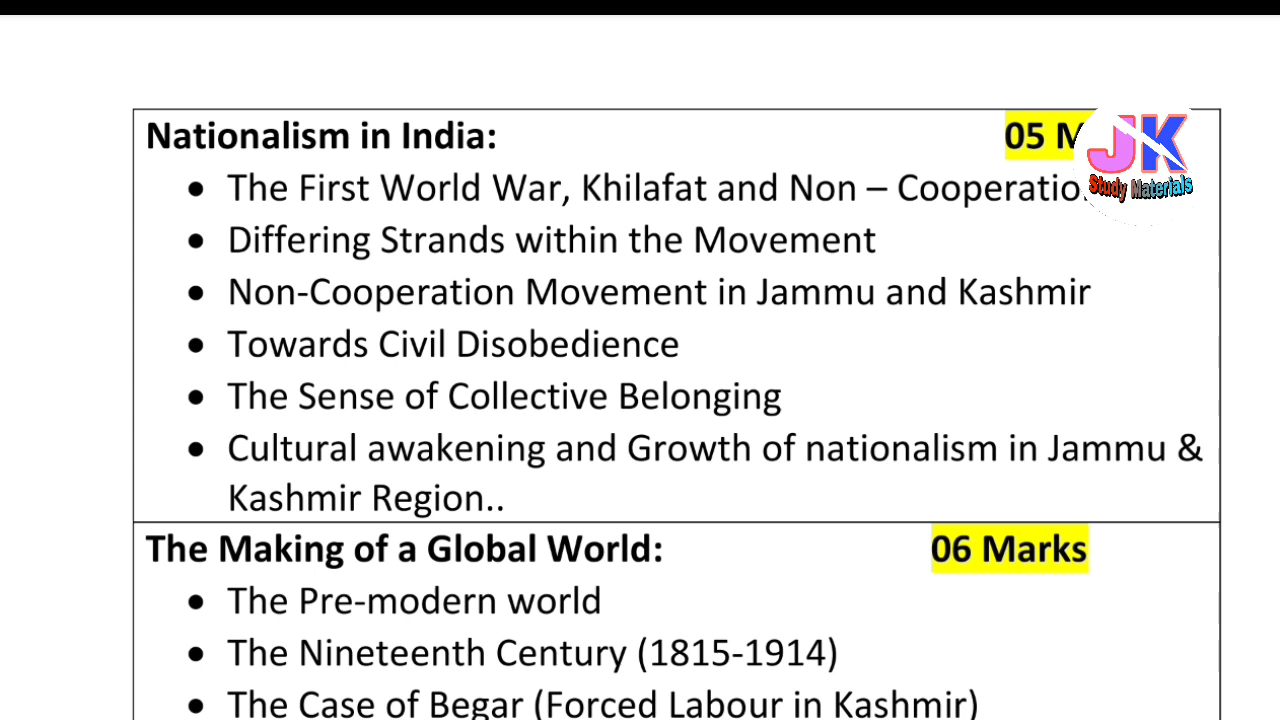 Nationalism in India: 05
JK
Study Materials
• The First World War, Khilafat and Non –
• Differing Strands within the Movement
• Non-Cooperation Movement in Jammu and Kashmir
• Towards Civil Disobedience
• The Sense of Collective Belonging
• Cultural awakening and Growth of nationalism in Jammu &
Kashmir Region..
The Making of a Global World: 06 Marks
• The Pre-modern world
• The Nineteenth Century (1815-1914)
• The Case of Begar (Forced Labour in Kashmir)